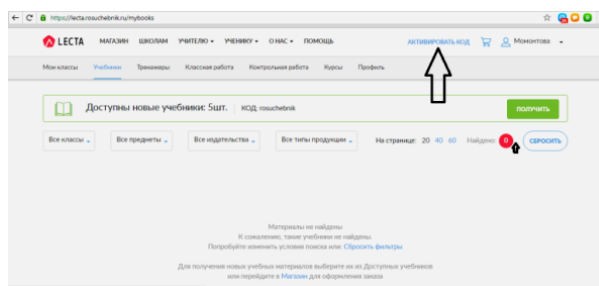 https://lecta.rosuchebnik.ru/mybooks
LECTA МАГАЗИН ШКОЛАМ УЧИТЕЛЮ УЧЕНИКУ О НАС ПОМОЩЬ АКТИВИРОВАТЬ КОД Момонтова
Мои классы Учебники Тренажеры Классная работа Контрольная работа Курсы Профиль
Доступны новые учебники: 5шт. КОД: rosuchebnik ПОЛУЧИТЬ
Все классы Все предметы Все издательства Все типы продукции На странице: 20 40 60 Найдено: 0 СБРОСИТЬ
Материалы не найдены
К сожалению, такие учебники не найдены.
Попробуйте изменить условия поиска или Сбросить фильтры
Для получения новых учебных материалов выберите их из Доступных учебников
или перейдите в Магазин для оформления заказа